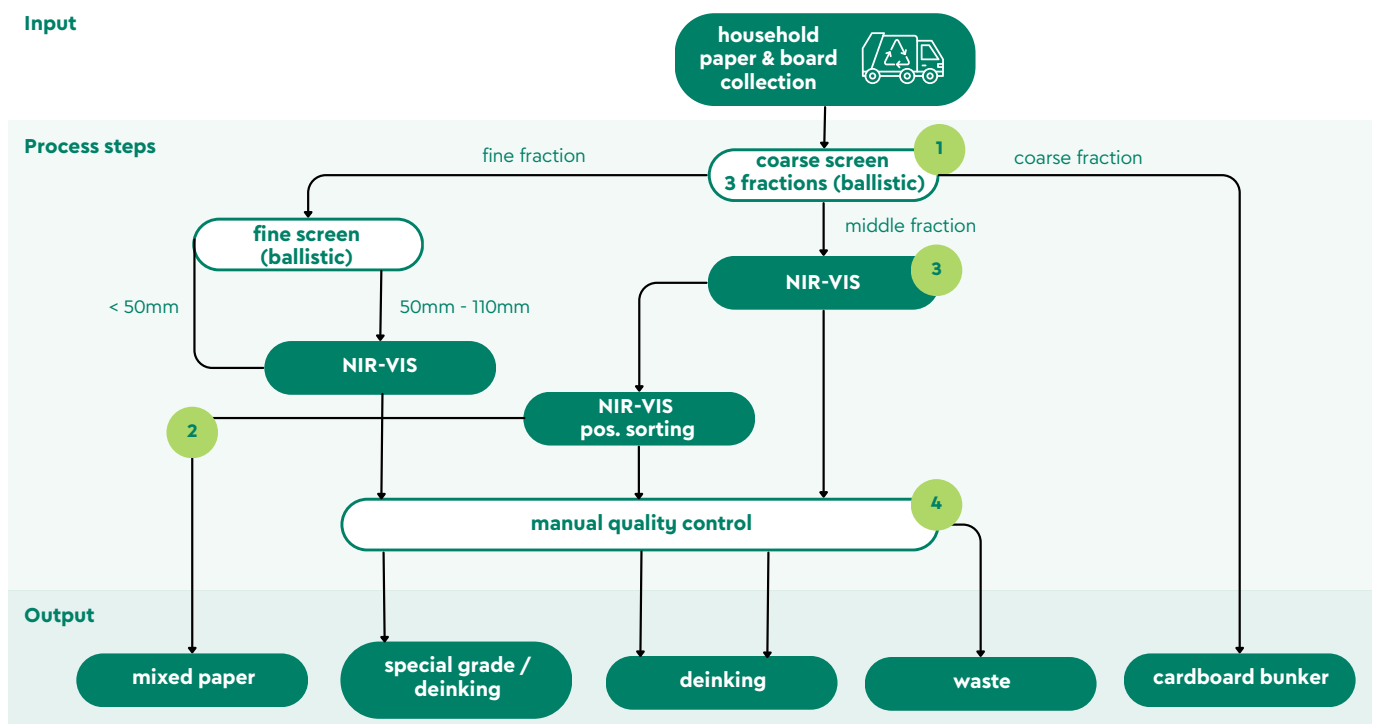 Input
household
paper & board
collection
Process steps
1
fine fraction
coarse screen
3 fractions (ballistic)
coarse fraction
middle fraction
fine screen
(ballistic)
3
NIR-VIS
< 50mm
50mm - 110mm
NIR-VIS
NIR-VIS
pos. sorting
2
4
manual quality control
Output
mixed paper
special grade /
deinking
deinking
waste
cardboard bunker